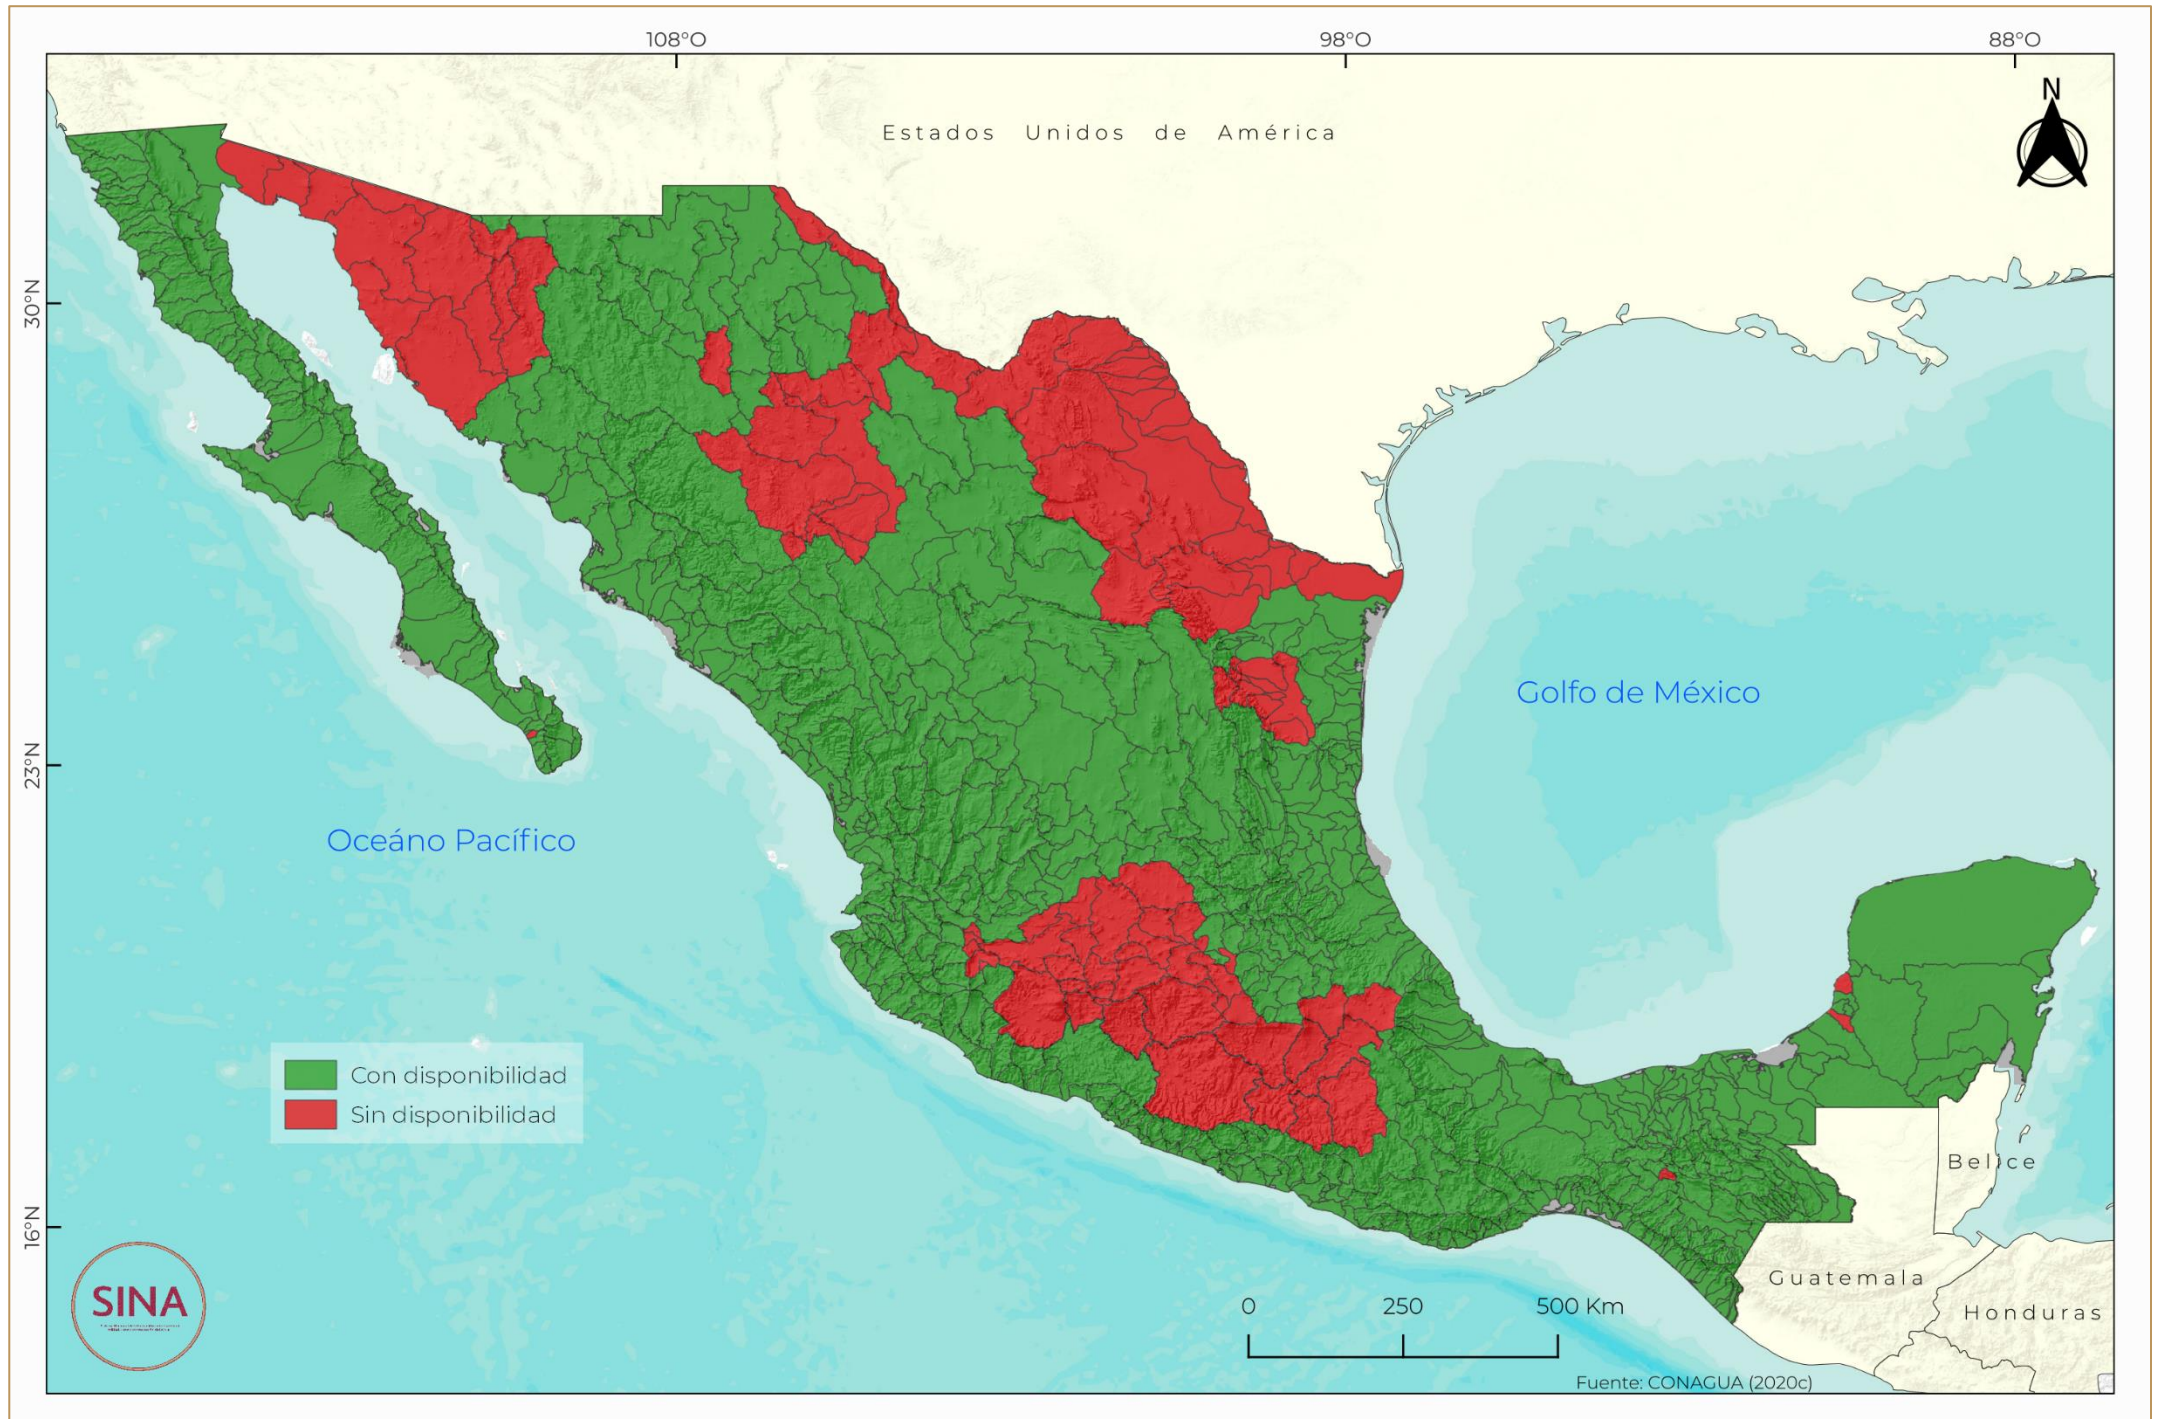 108°O 98°O 88°O
N
Estados Unidos de América
30°N
23°N
16°N
Golfo de México
Oceáno Pacífico
Con disponibilidad
Sin disponibilidad
Belice
Guatemala
Honduras
SINA
0 250 500 Km
Fuente: CONAGUA (2020c)